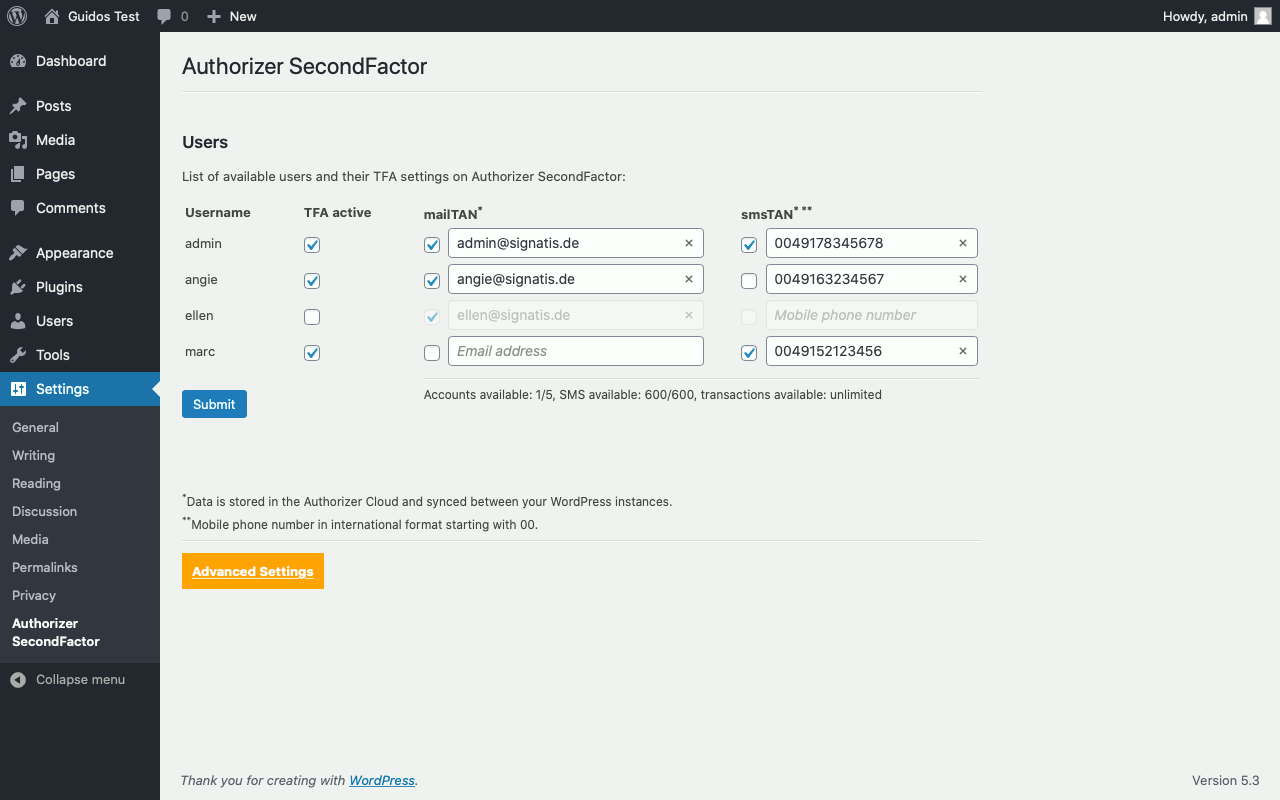 Guidos Test 0 New Howdy, admin
Dashboard
Posts
Media
Pages
Comments
Appearance
Plugins
Users
Tools
Settings
General
Writing
Reading
Discussion
Media
Permalinks
Privacy
Authorizer
SecondFactor
Collapse menu
Authorizer SecondFactor
Users
List of available users and their TFA settings on Authorizer SecondFactor:
Username TFA active mailTAN* smsTAN* **
admin admin@signatis.de × 0049178345678 ×
angie angie@signatis.de × 0049163234567 ×
ellen ellen@signatis.de × Mobile phone number
marc Email address 0049152123456 ×
Submit
Accounts available: 1/5, SMS available: 600/600, transactions available: unlimited
*Data is stored in the Authorizer Cloud and synced between your WordPress instances.
**Mobile phone number in international format starting with 00.
Advanced Settings
Thank you for creating with WordPress. Version 5.3